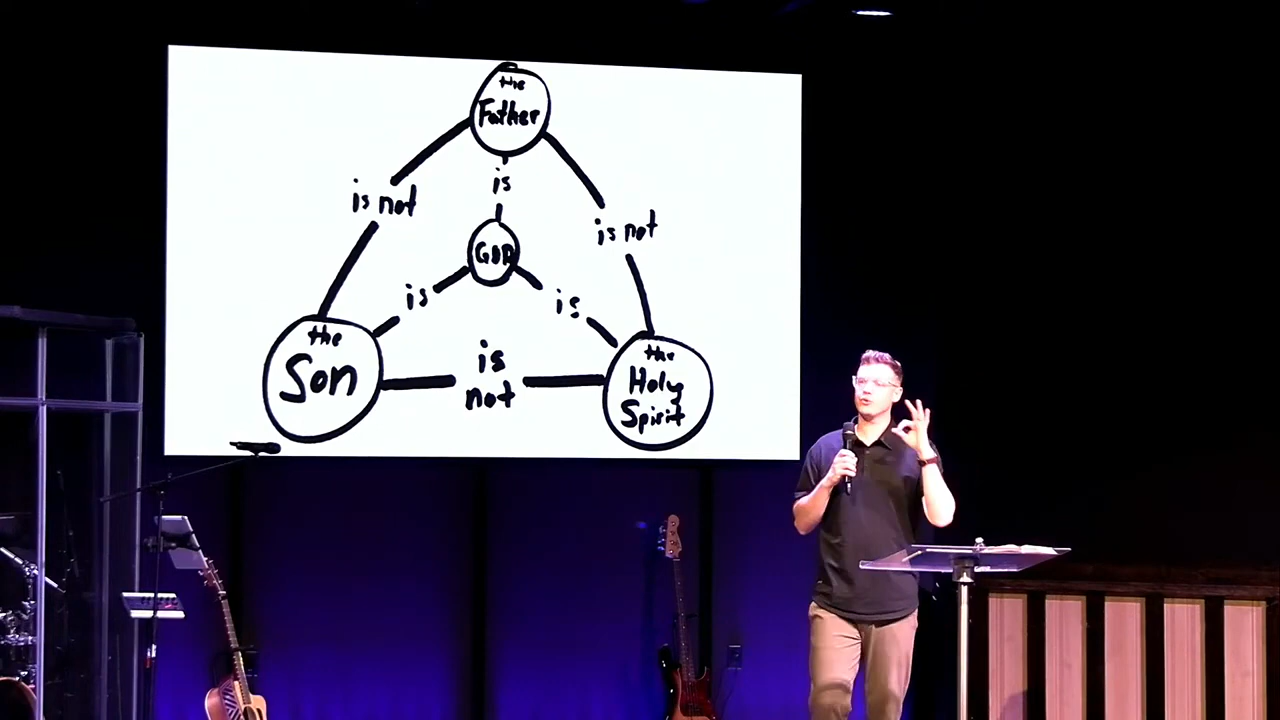 the
Father
is
is not
is not
GOD
is
is
the
Son
is
not
the
Holy
Spirit